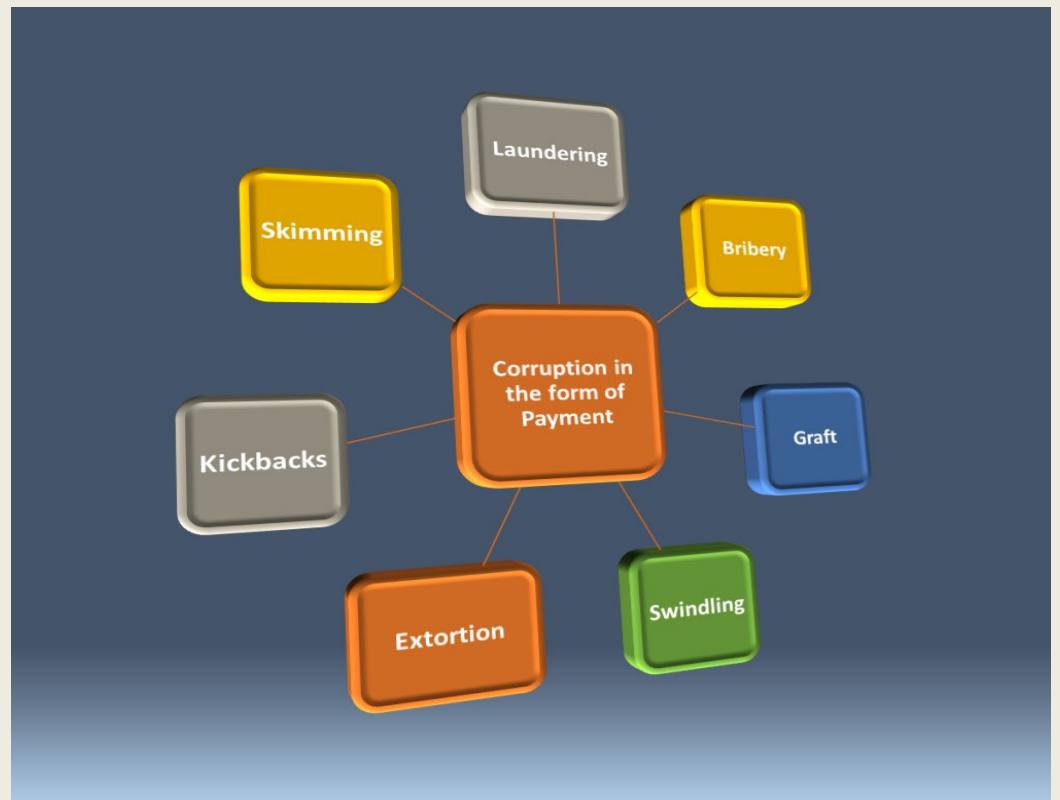 Laundering
Skimming
Bribery
Corruption in
the form of
Payment
Kickbacks
Graft
Extortion
Swindling